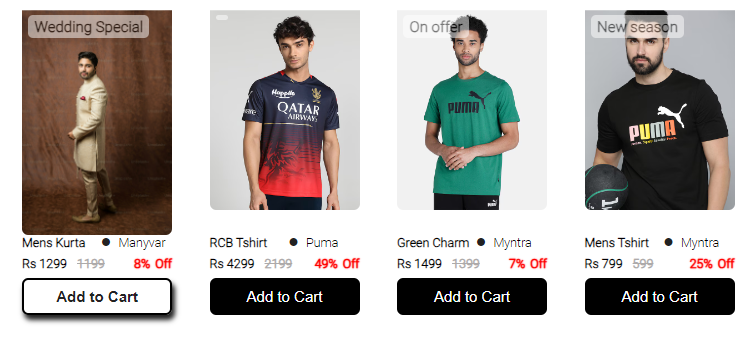 Wedding Special
On offer
New season
Happilo
QATAR
AIRWAYS
PUMA
PUMA
Mens Kurta ● Manyvar
Rs 1299 1199 8% Off
Add to Cart
RCB Tshirt ● Puma
Rs 4299 2199 49% Off
Add to Cart
Green Charm ● Myntra
Rs 1499 1399 7% Off
Add to Cart
Mens Tshirt ● Myntra
Rs 799 599 25% Off
Add to Cart